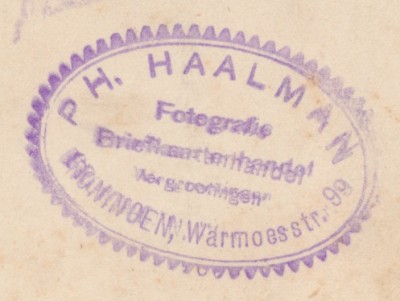 PH. HAALMAN
Fotografie
Briefkaartenhandel
Vergrootingen
N. Warmoesstr. 99